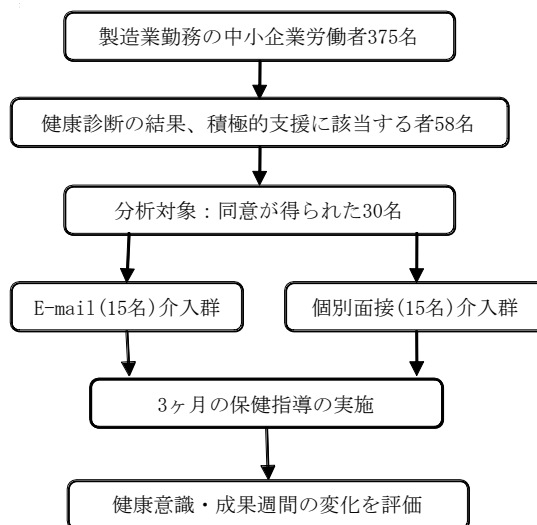 製造業勤務の中小企業労働者375名
健康診断の結果、積極的支援に該当する者58名
分析対象：同意が得られた30名
E-mail(15名)介入群
個別面接(15名)介入群
3ヶ月の保健指導の実施
健康意識・成果週間の変化を評価